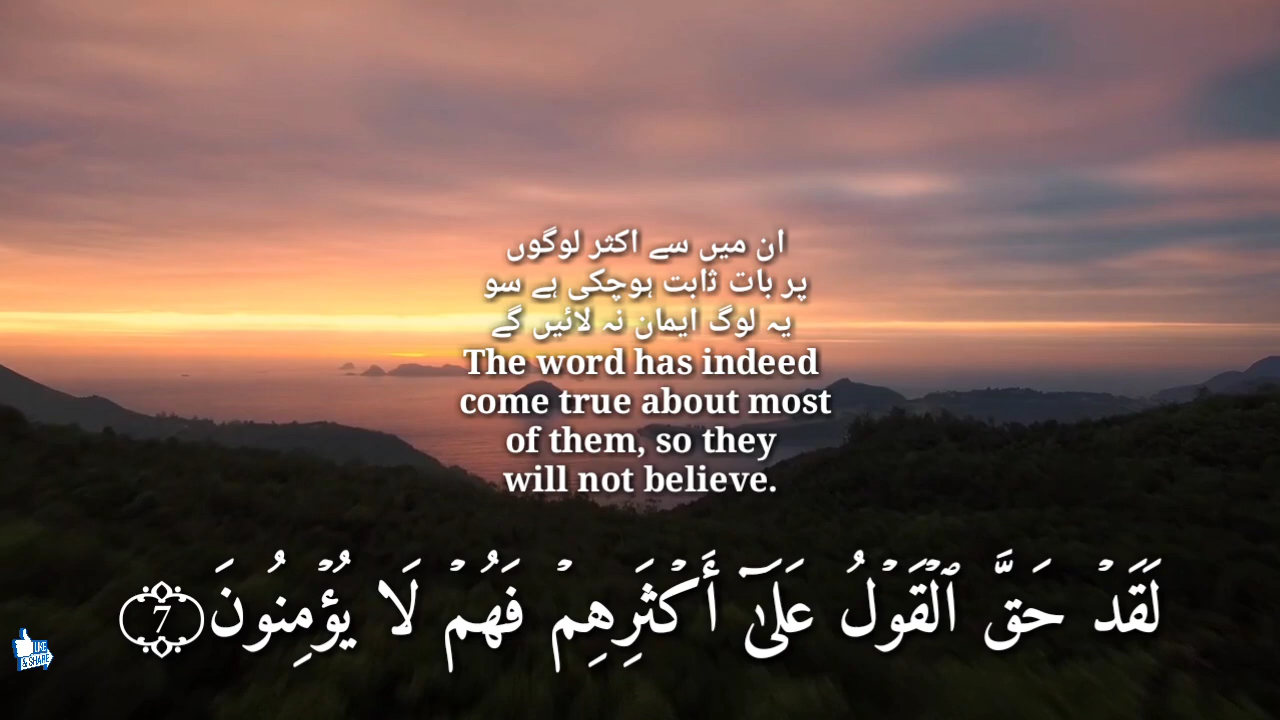 ان میں سے اکثر لوگوں
پر بات ثابت ہوچکی ہے سو
یہ لوگ ایمان نہ لائیں گے
The word has indeed
come true about most
of them, so they
will not believe.
لَقَدۡ حَقَّ ٱلۡقَوۡلُ عَلَىٰٓ أَكۡثَرِهِمۡ فَهُمۡ لَا يُؤۡمِنُونَ 7
LIKE
& SHARE